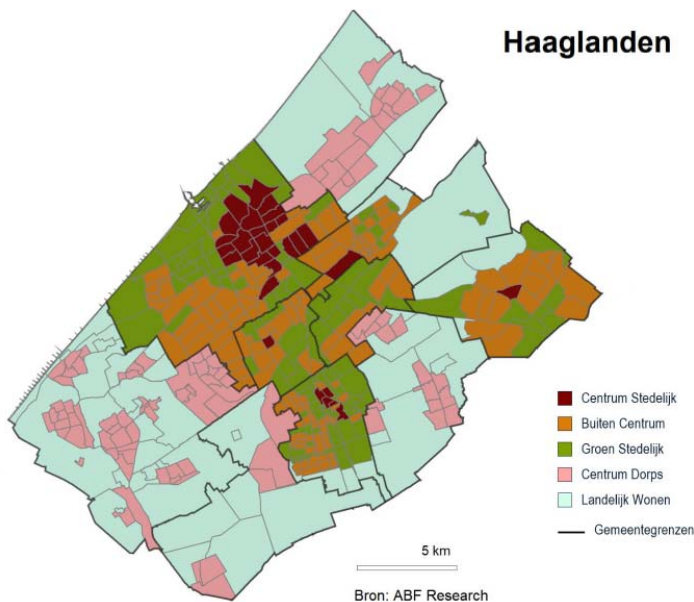 Haaglanden
Centrum Stedelijk
Buiten Centrum
Groen Stedelijk
Centrum Dorps
Landelijk Wonen
Gemeentegrenzen
5 km
Bron: ABF Research